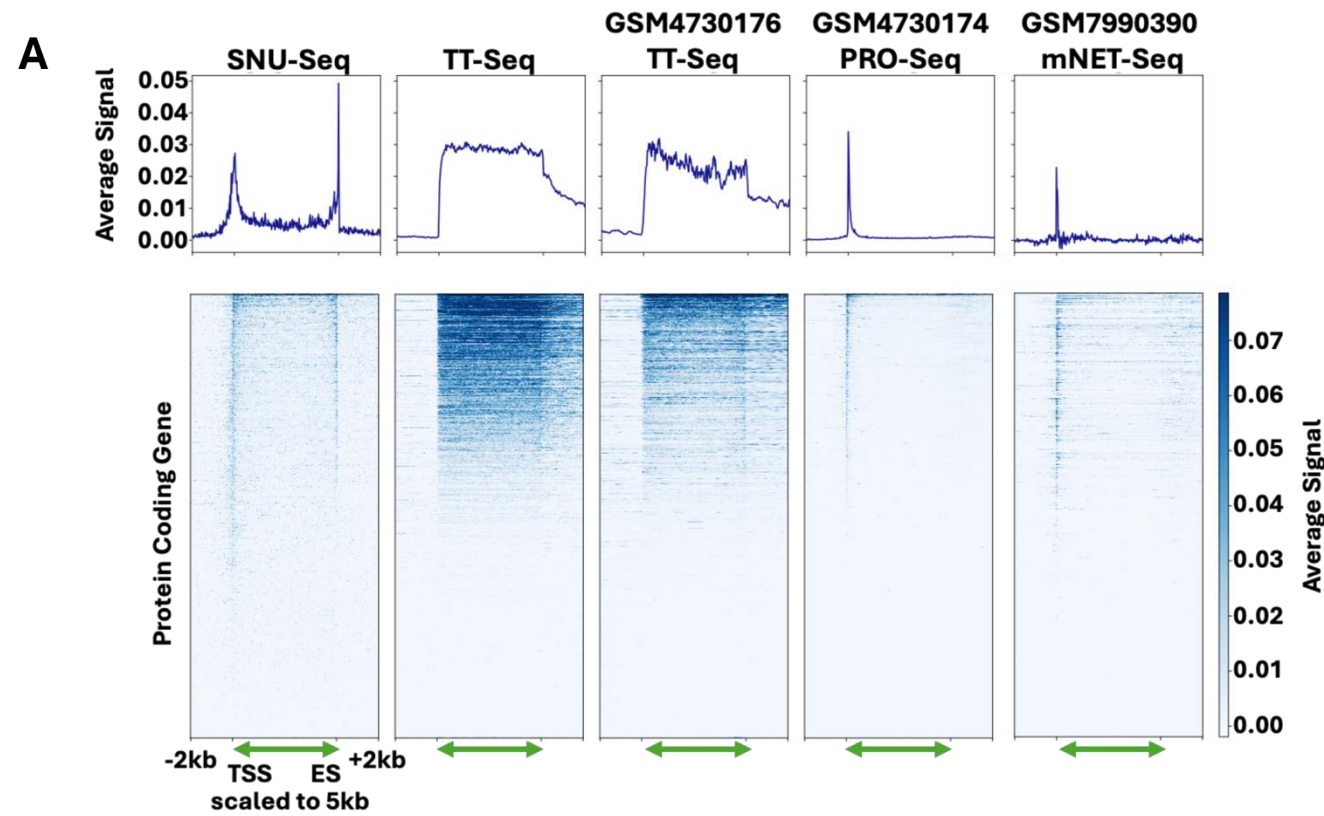 A
SNU-Seq
TT-Seq
GSM4730176
TT-Seq
GSM4730174
PRO-Seq
GSM7990390
mNET-Seq
Average Signal
0.05
0.04
0.03
0.02
0.01
0.00
Protein Coding Gene
0.07
0.06
0.05
0.04
0.03
0.02
0.01
0.00
Average Signal
-2kb
TSS
ES
+2kb
scaled to 5kb